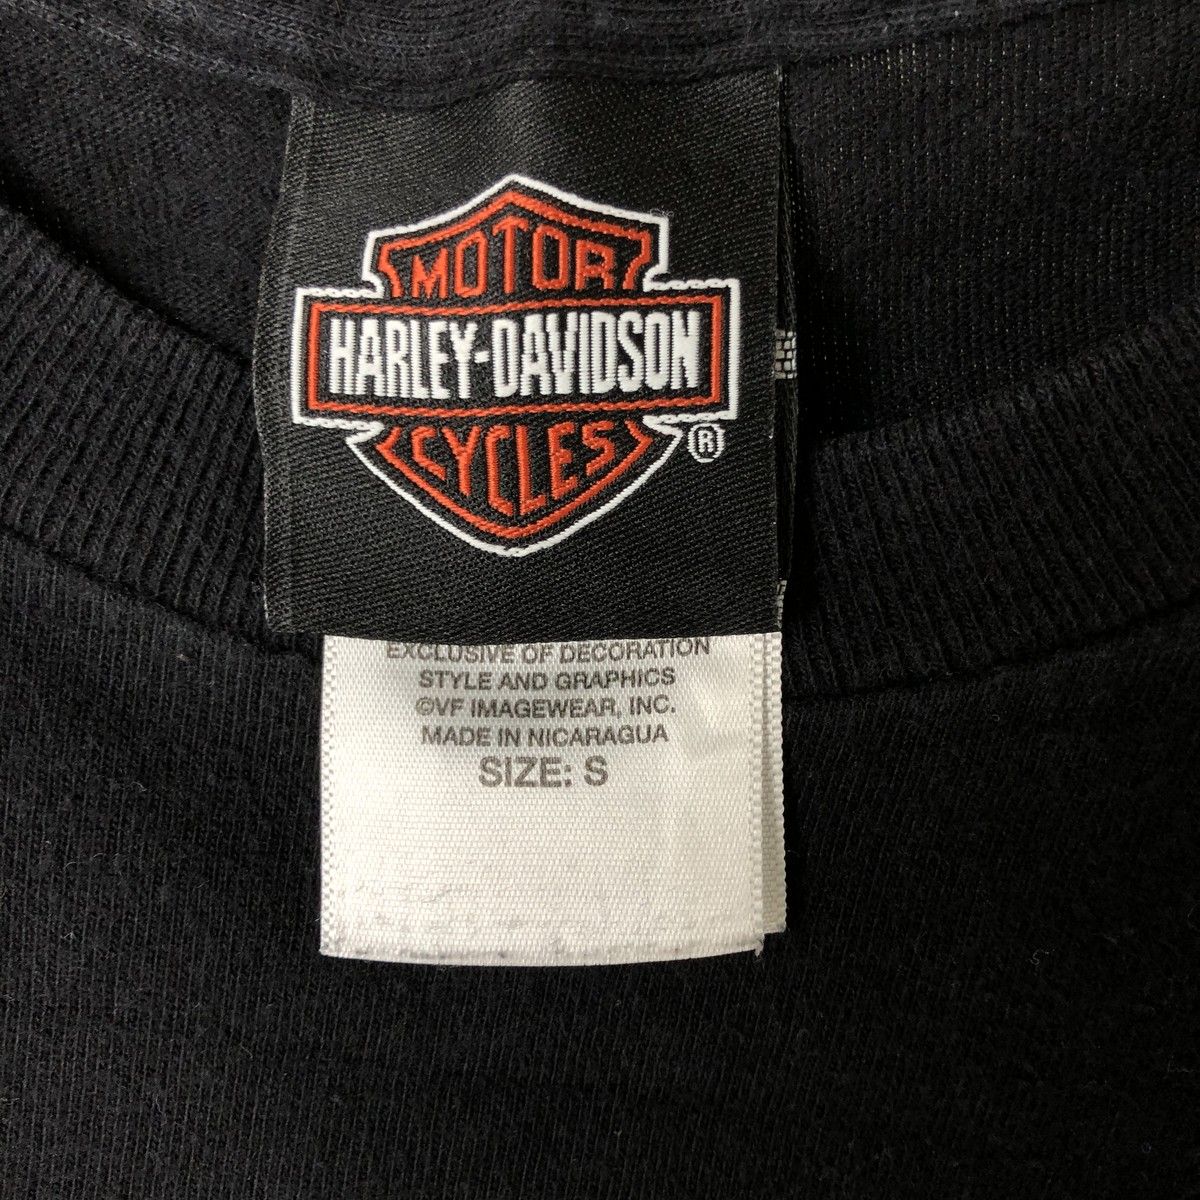 MOTOR
HARLEY-DAVIDSON
CYCLES
®
EXCLUSIVE OF DECORATION
STYLE AND GRAPHICS
©VF IMAGEWEAR, INC.
MADE IN NICARAGUA
SIZE: S